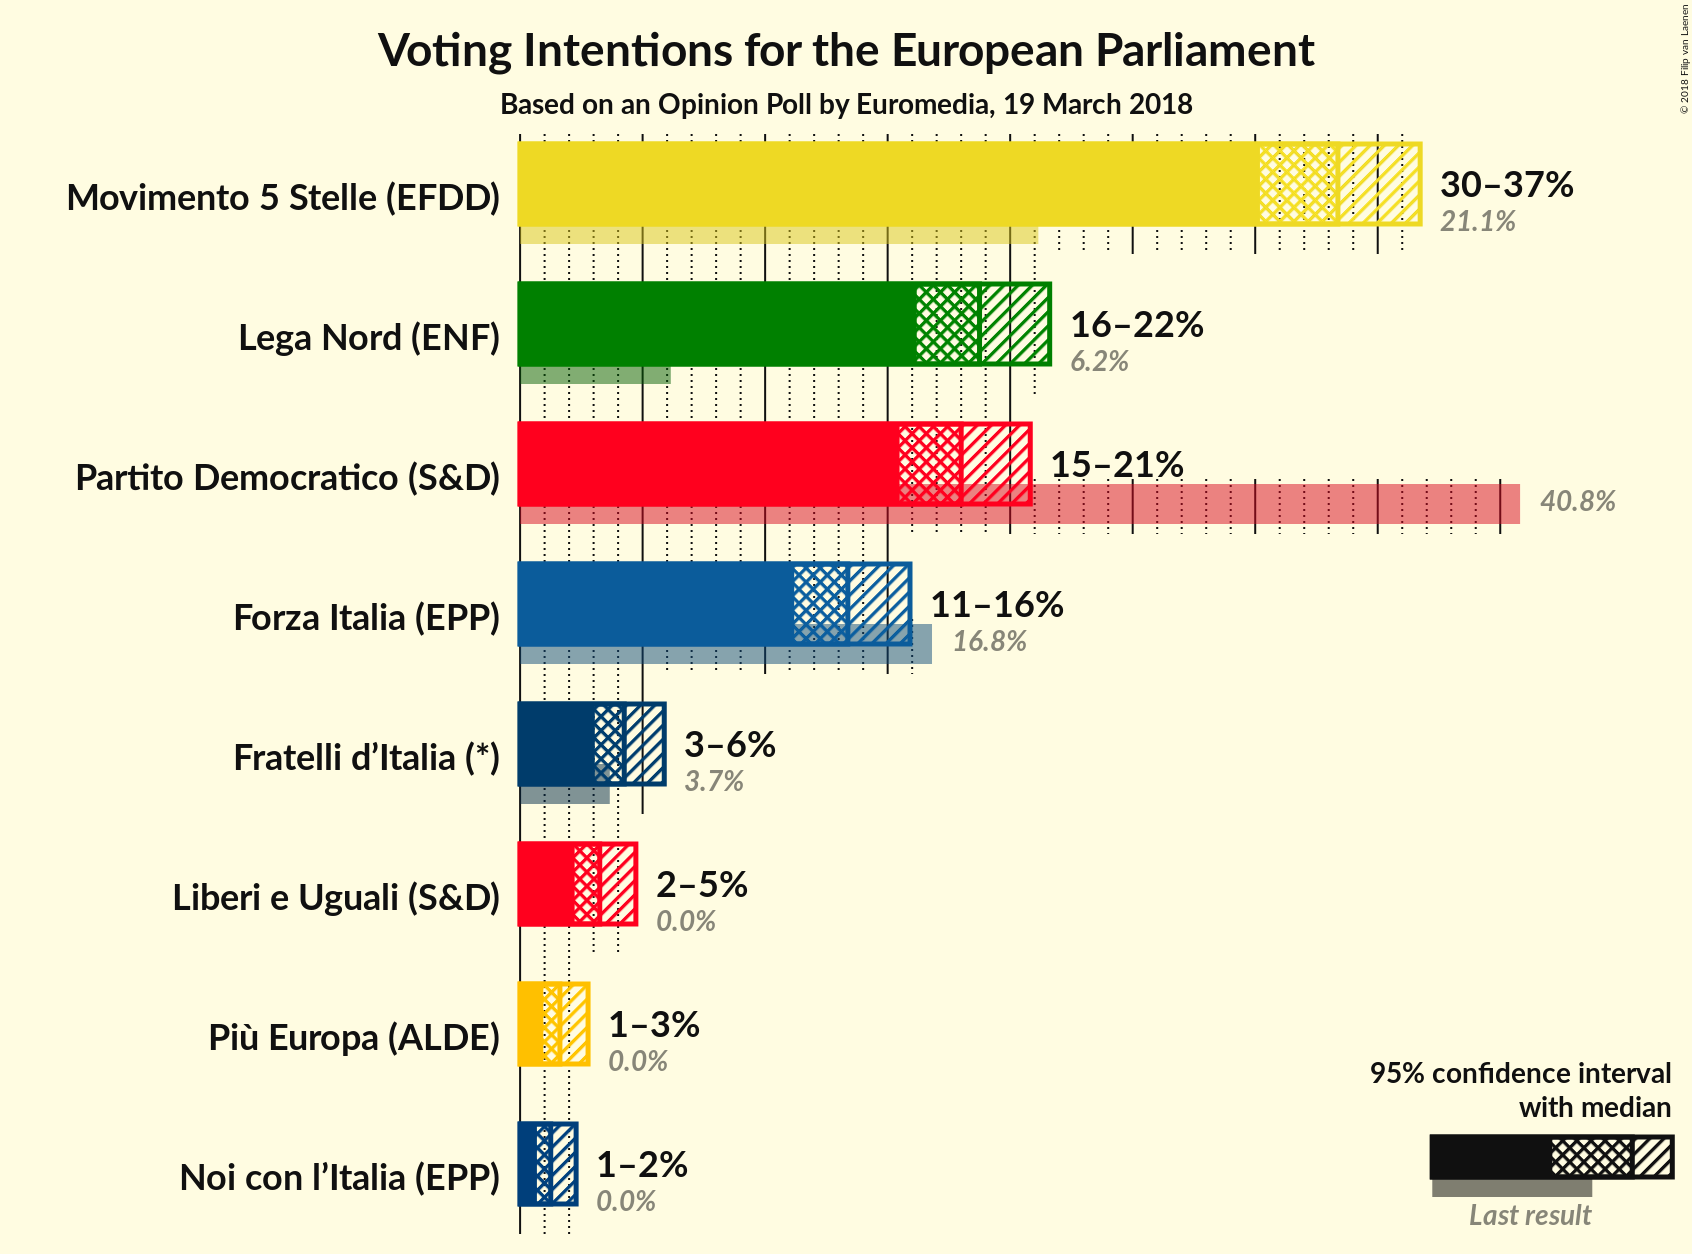 Voting Intentions for the European Parliament
Based on an Opinion Poll by Euromedia, 19 March 2018
© 2018 Filip van Laenen
Movimento 5 Stelle (EFDD)
30–37%
21.1%
Lega Nord (ENF)
16–22%
6.2%
Partito Democratico (S&D)
15–21%
40.8%
Forza Italia (EPP)
11–16%
16.8%
Fratelli d’Italia (*)
3–6%
3.7%
Liberi e Uguali (S&D)
2–5%
0.0%
Più Europa (ALDE)
1–3%
0.0%
Noi con l’Italia (EPP)
1–2%
0.0%
95% confidence interval
with median
Last result